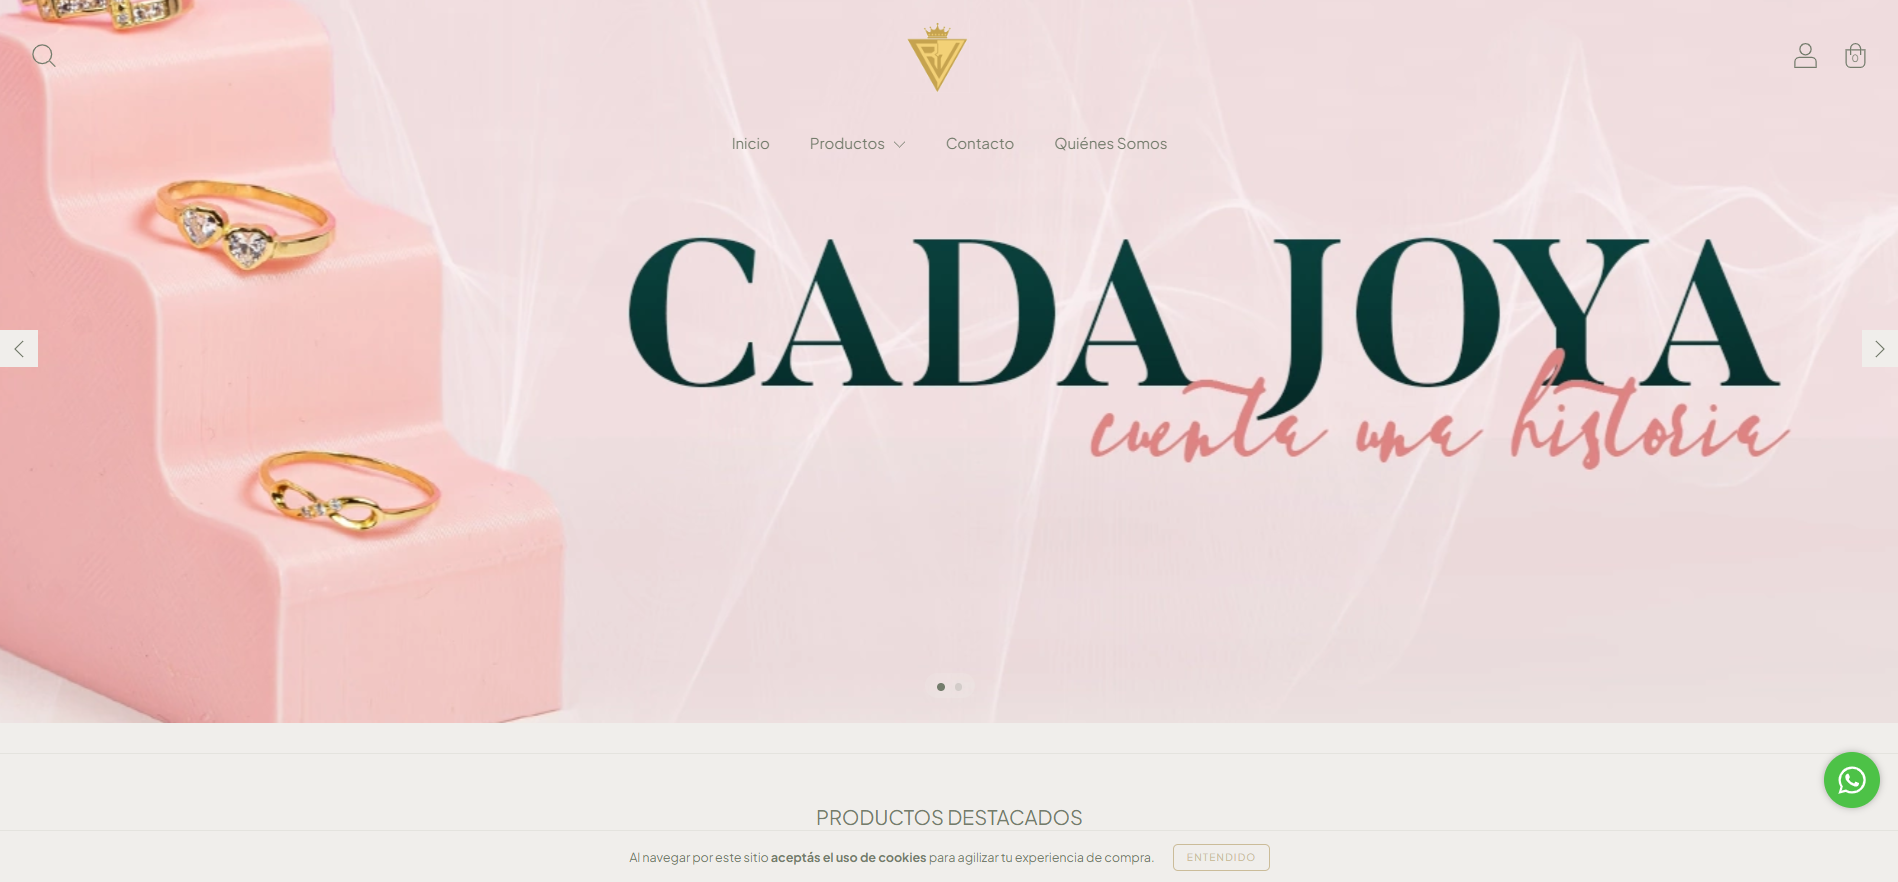 RV
0
Inicio
Productos
Contacto
Quiénes Somos
CADA JOYA
cuenta una historia
PRODUCTOS DESTACADOS
Al navegar por este sitio aceptás el uso de cookies para agilizar tu experiencia de compra.
ENTENDIDO